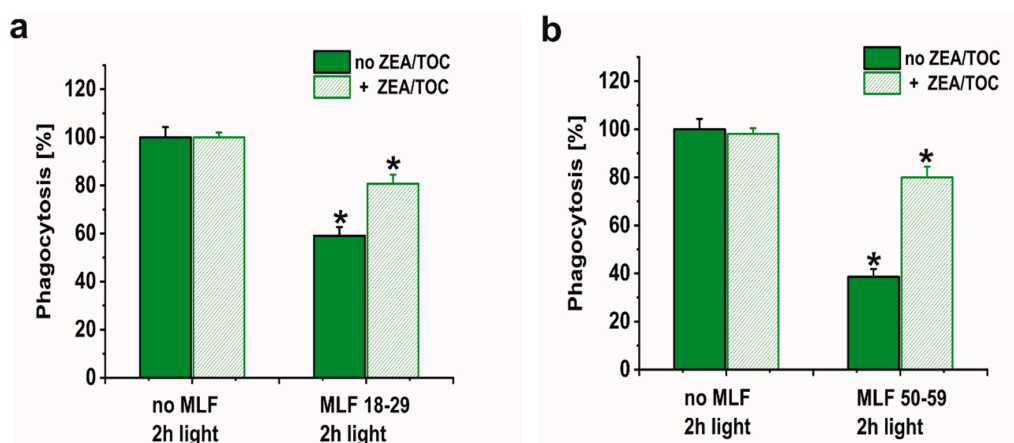 a
no ZEA/TOC
+ ZEA/TOC
Phagocytosis [%]
120
100
80
60
40
20
0
*
*
no MLF
2h light
MLF 18-29
2h light
b
no ZEA/TOC
+ ZEA/TOC
Phagocytosis [%]
120
100
80
60
40
20
0
*
*
no MLF
2h light
MLF 50-59
2h light